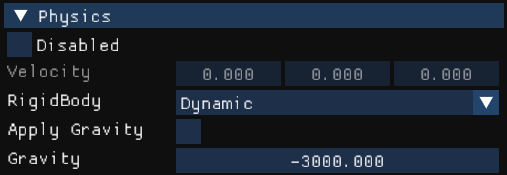 Physics
Disabled
Velocity 0.000 0.000 0.000
RigidBody Dynamic
Apply Gravity
Gravity -3000.000